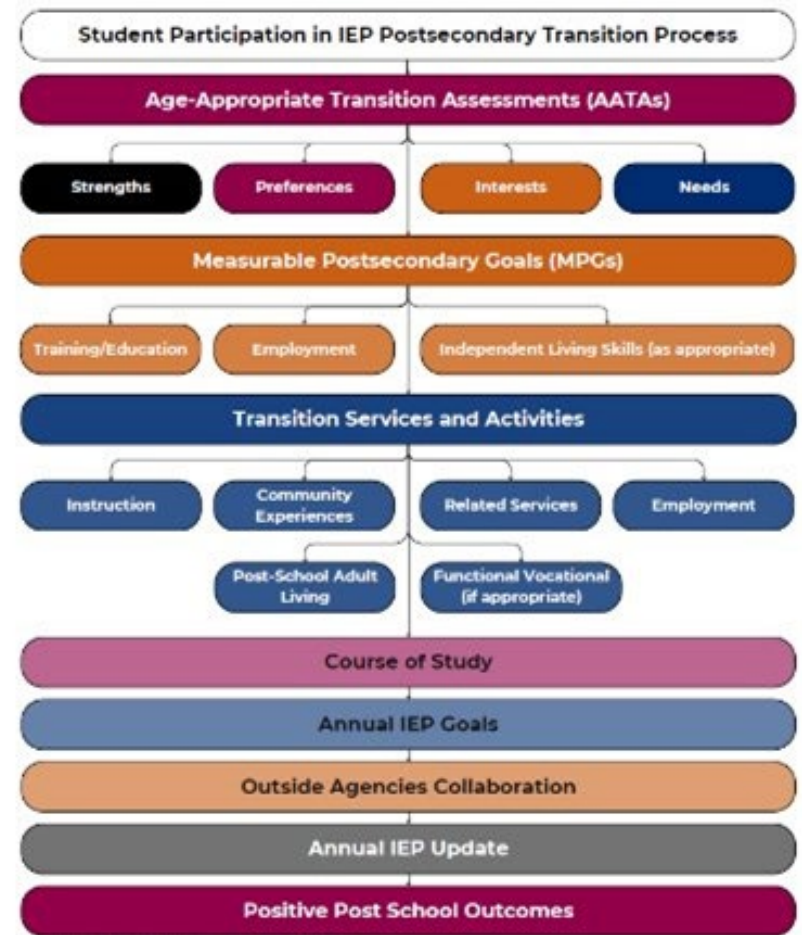 Student Participation in IEP Postsecondary Transition Process
Age-Appropriate Transition Assessments (AATAs)
Strengths
Preferences
Interests
Needs
Measurable Postsecondary Goals (MPGs)
Training/Education
Employment
Independent Living Skills (as appropriate)
Transition Services and Activities
Instruction
Community
Experiences
Related Services
Employment
Post-School Adult
Living
Functional Vocational
(if appropriate)
Course of Study
Annual IEP Goals
Outside Agencies Collaboration
Annual IEP Update
Positive Post School Outcomes